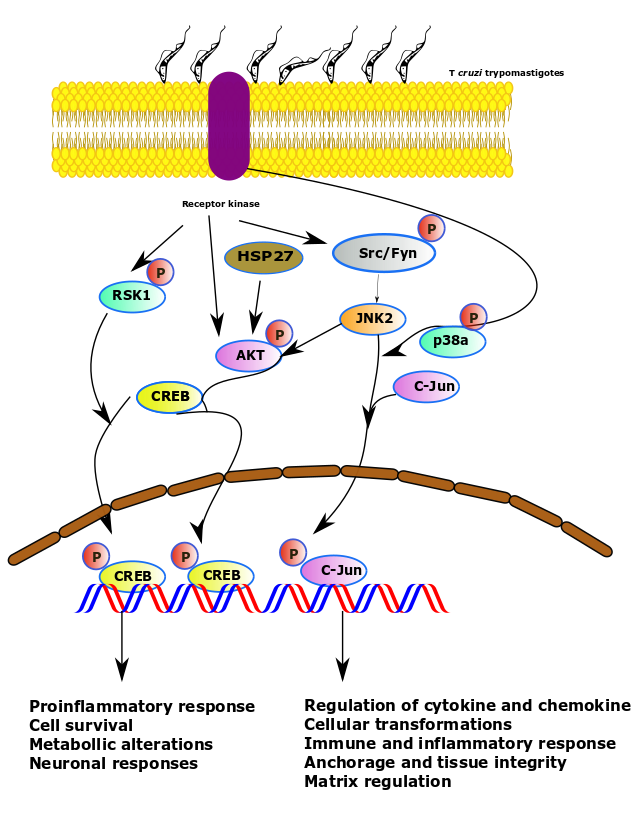 T cruzi trypomastigotes
Receptor kinase
P
HSP27
Src/Fyn
P
RSK1
JNK2
P
P
p38a
AKT
C-Jun
CREB
P
P
P
CREB
CREB
C-Jun
Proinflammatory response
Cell survival
Metabollic alterations
Neuronal responses
Regulation of cytokine and chemokine
Cellular transformations
Immune and inflammatory response
Anchorage and tissue integrity
Matrix regulation